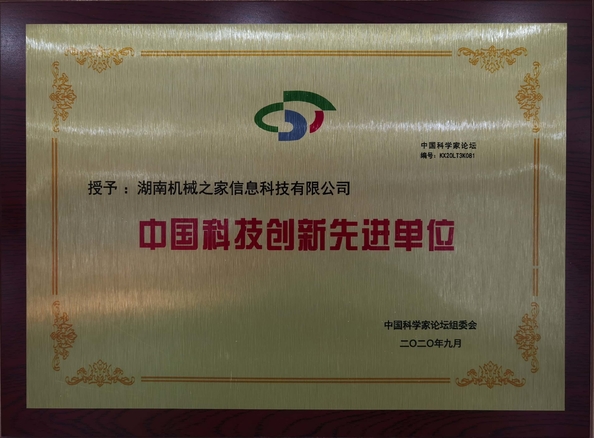 中国科学家论坛
编号：KX20LT3K081
授予：湖南机械之家信息科技有限公司
中国科技创新先进单位
中国科学家论坛组委会
二〇二〇年九月